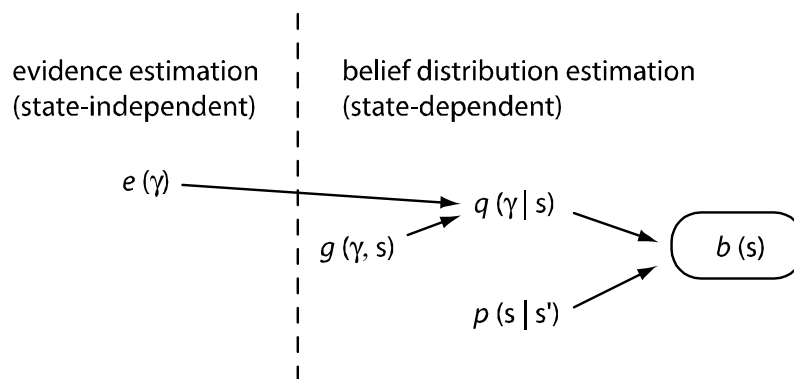 evidence estimation
(state-independent)
belief distribution estimation
(state-dependent)
e (γ)
q (γ | s)
g (γ, s)
b (s)
p (s | s')